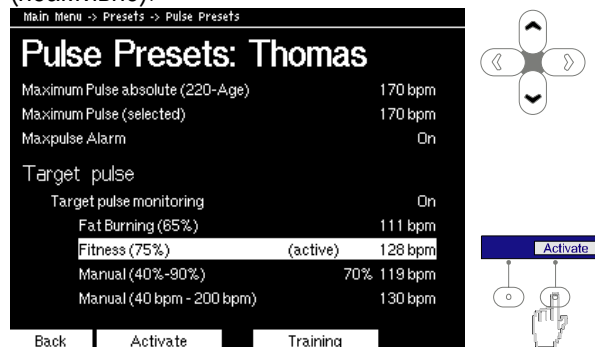 Main Menu -> Presets -> Pulse Presets
Pulse Presets: Thomas
Maximum Pulse absolute (220-Age) 170 bpm
Maximum Pulse (selected) 170 bpm
Maxpulse Alarm On
Target pulse
Target pulse monitoring On
Fat Burning (65%) 111 bpm
Fitness (75%) (active) 128 bpm
Manual (40%-90%) 70% 119 bpm
Manual (40 bpm - 200 bpm) 130 bpm
Back Activate Training
Activate